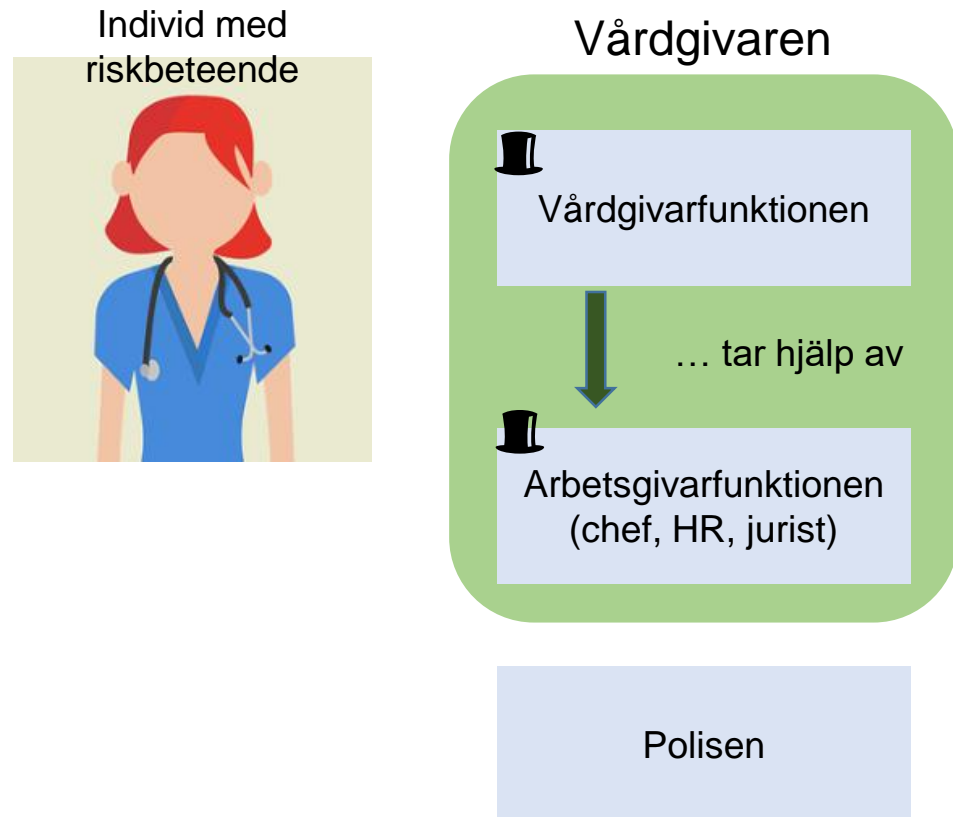 Individ med
riskbeteende
Vårdgivaren
Vårdgivarfunktionen
… tar hjälp av
Arbetsgivarfunktionen
(chef, HR, jurist)
Polisen